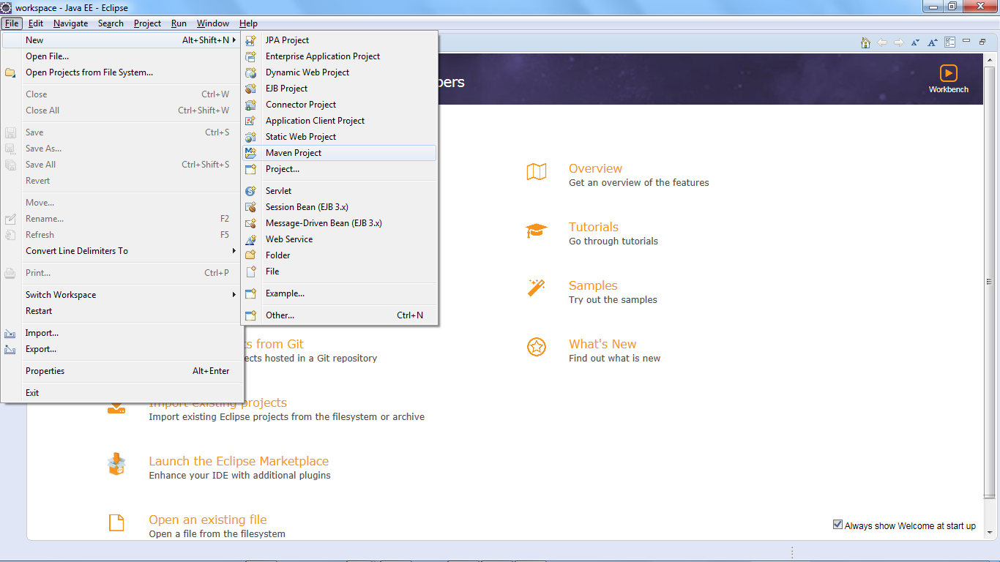 workspace - Java EE - Eclipse
File Edit Navigate Search Project Run Window Help
New Alt+Shift+N
Open File...
Open Projects from File System...
Close Ctrl+W
Close All Ctrl+Shift+W
Save Ctrl+S
Save As...
Save All Ctrl+Shift+S
Revert
Move...
Rename... F2
Refresh F5
Convert Line Delimiters To
Print... Ctrl+P
Switch Workspace
Restart
Import...
Export...
Properties Alt+Enter
Exit
JPA Project
Enterprise Application Project
Dynamic Web Project
EJB Project
Connector Project
Application Client Project
Static Web Project
Maven Project
Project...
Servlet
Session Bean (EJB 3.x)
Message-Driven Bean (EJB 3.x)
Web Service
Folder
File
Example...
Other... Ctrl+N
pers
Workbench
Overview
Get an overview of the features
Tutorials
Go through tutorials
Samples
Try out the samples
What's New
Find out what is new
ts from Git
ects hosted in a Git repository
Import existing projects
Import existing Eclipse projects from the filesystem or archive
Launch the Eclipse Marketplace
Enhance your IDE with additional plugins
Open an existing file
Open a file from the filesystem
Always show Welcome at start up